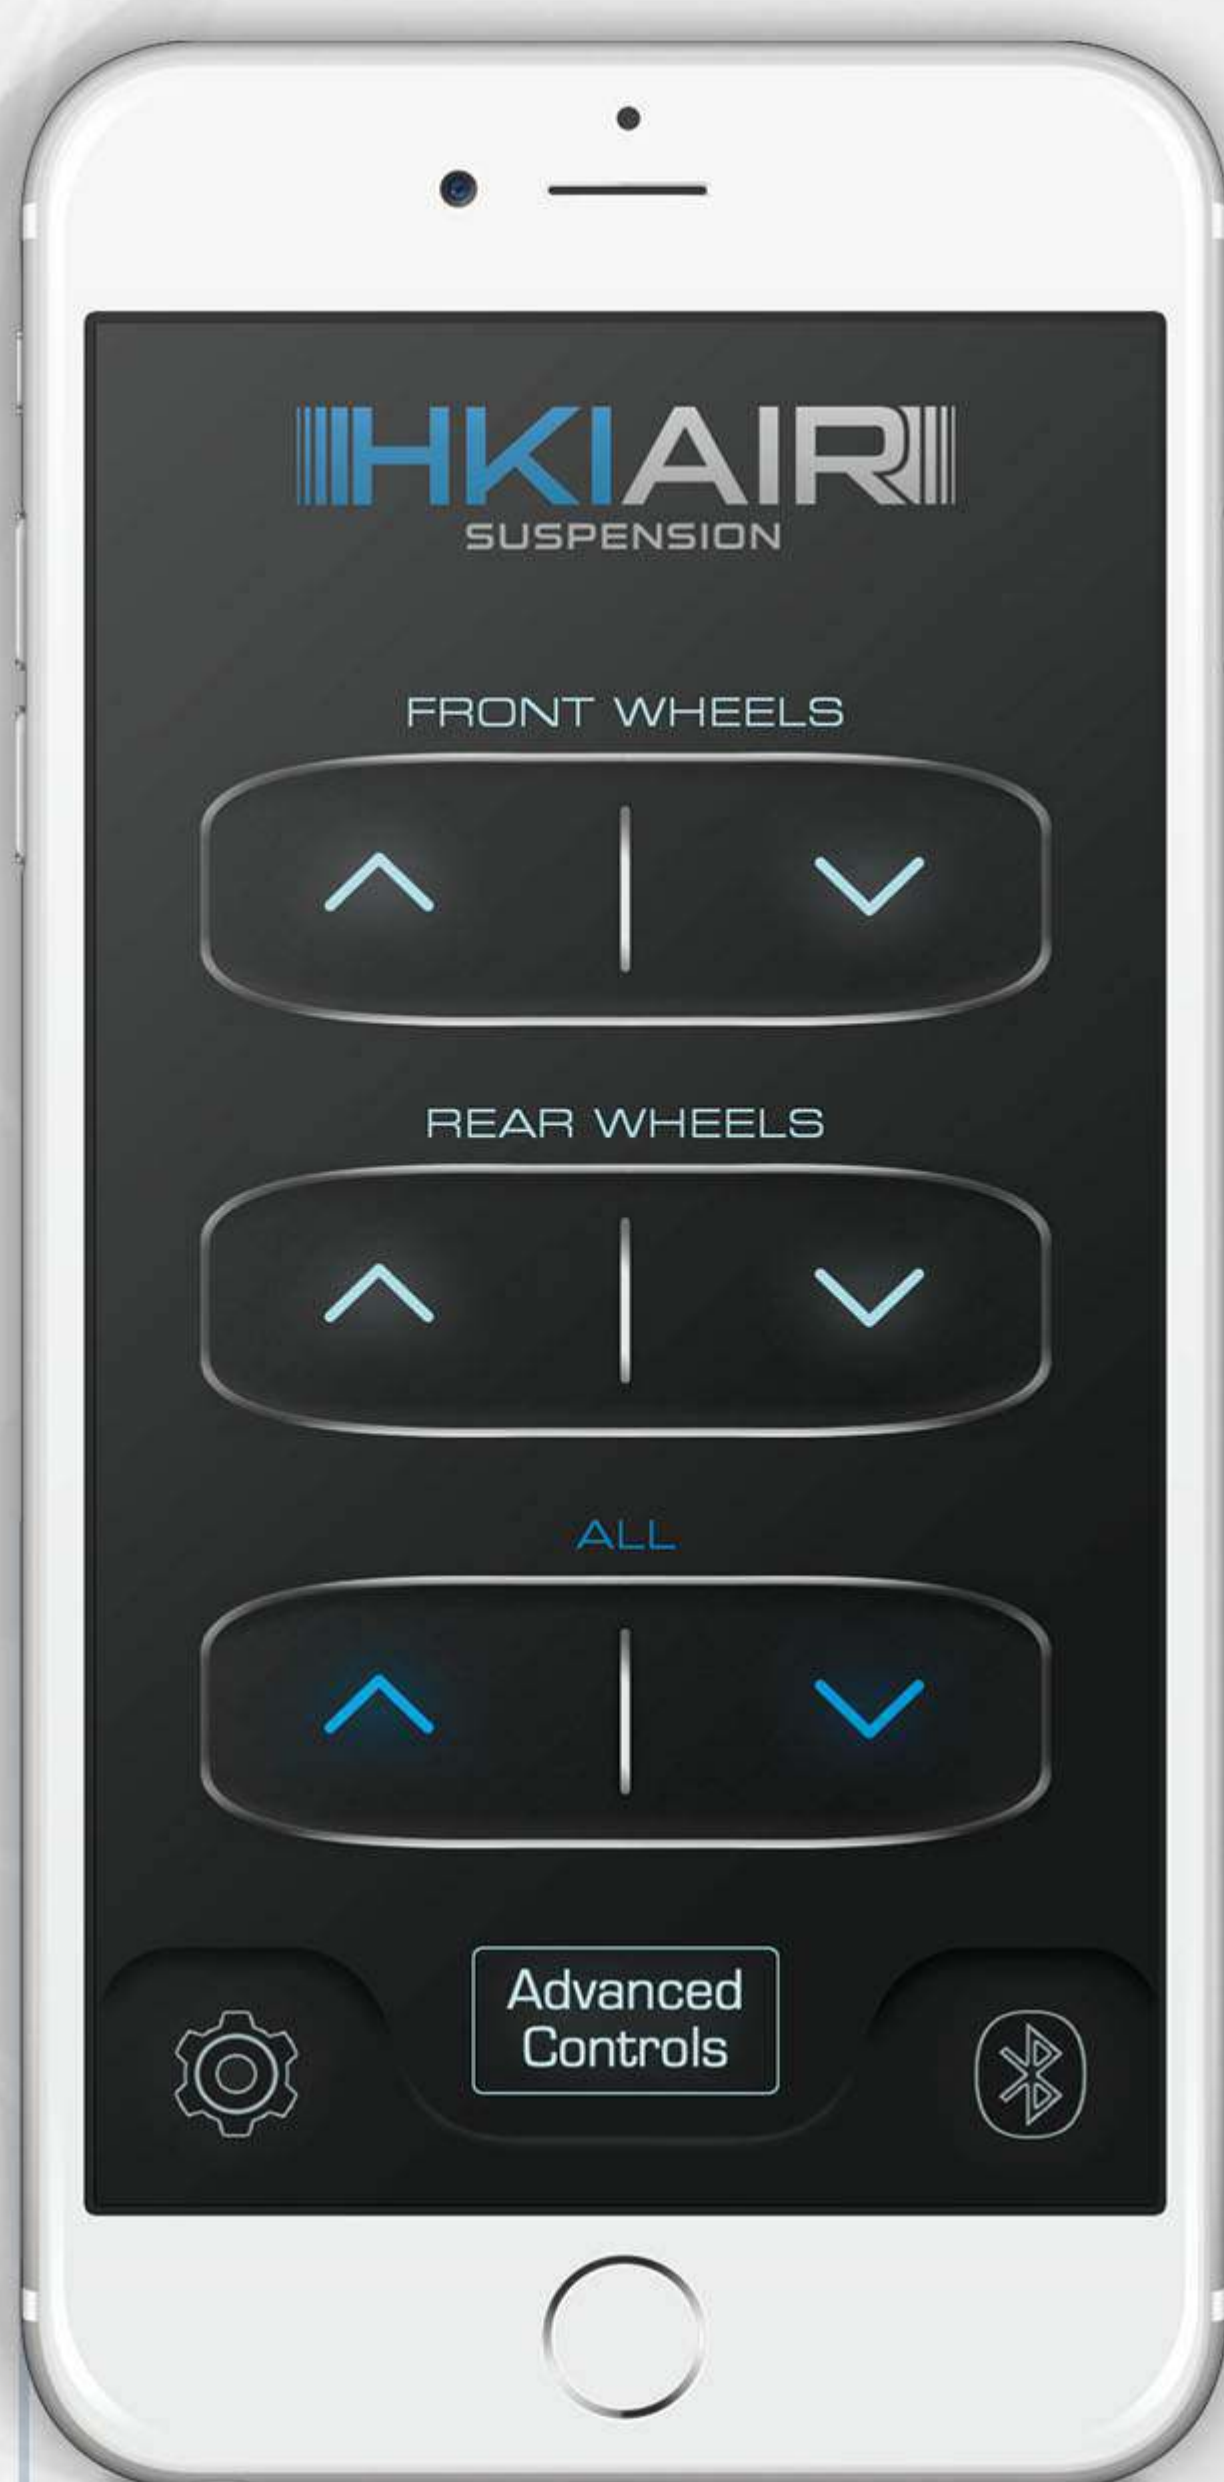 HKIAIR
SUSPENSION
FRONT WHEELS
REAR WHEELS
ALL
Advanced
Controls